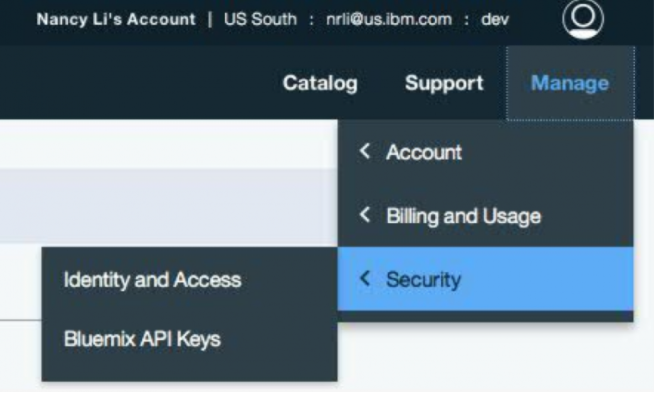 Nancy Li's Account | US South : nrli@us.ibm.com : dev
Catalog Support Manage
< Account
< Billing and Usage
Identity and Access < Security
Bluemix API Keys